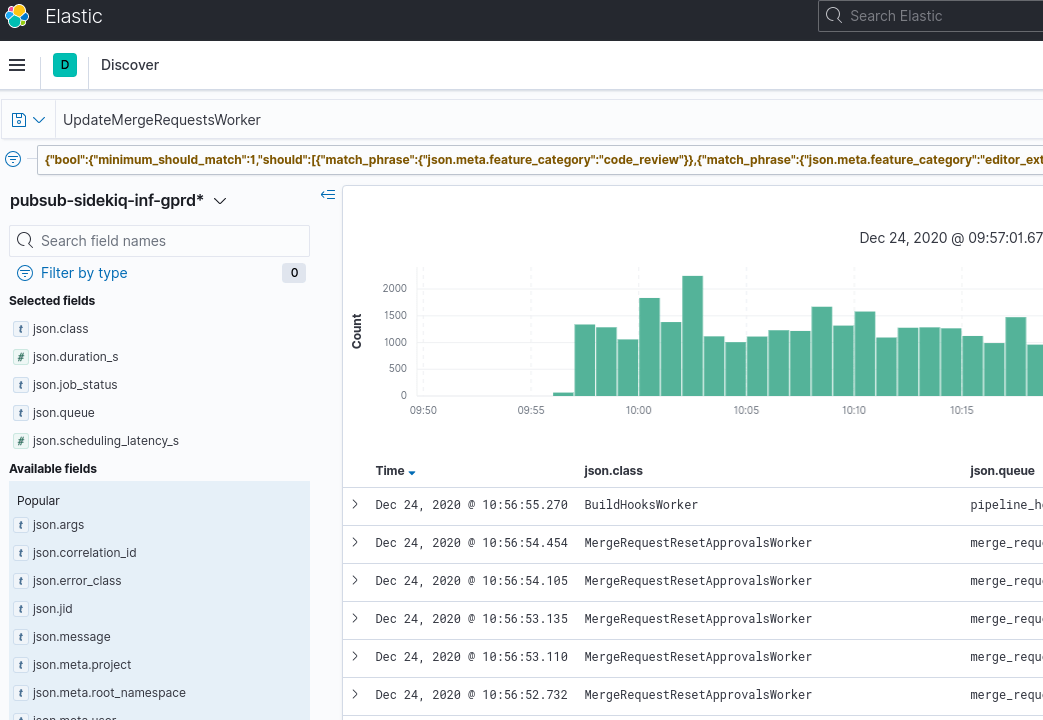 Elastic
Search Elastic
D
Discover
UpdateMergeRequestsWorker
{"bool":{"minimum_should_match":1,"should":[{"match_phrase":{"json.meta.feature_category":"code_review"}},{"match_phrase":{"json.meta.feature_category":"editor_ext
pubsub-sidekiq-inf-gprd*
Search field names
Filter by type 0
Selected fields
t json.class
# json.duration_s
t json.job_status
t json.queue
# json.scheduling_latency_s
Available fields
Popular
t json.args
t json.correlation_id
t json.error_class
t json.jid
t json.message
t json.meta.project
t json.meta.root_namespace
t json.meta.user
Dec 24, 2020 @ 09:57:01.67
Count
2000
1500
1000
500
0
09:50 09:55 10:00 10:05 10:10 10:15
Time json.class json.queue
Dec 24, 2020 @ 10:56:55.270 BuildHooksWorker pipeline_h
Dec 24, 2020 @ 10:56:54.454 MergeRequestResetApprovalsWorker merge_requ
Dec 24, 2020 @ 10:56:54.105 MergeRequestResetApprovalsWorker merge_requ
Dec 24, 2020 @ 10:56:53.135 MergeRequestResetApprovalsWorker merge_requ
Dec 24, 2020 @ 10:56:53.110 MergeRequestResetApprovalsWorker merge_requ
Dec 24, 2020 @ 10:56:52.732 MergeRequestResetApprovalsWorker merge_requ